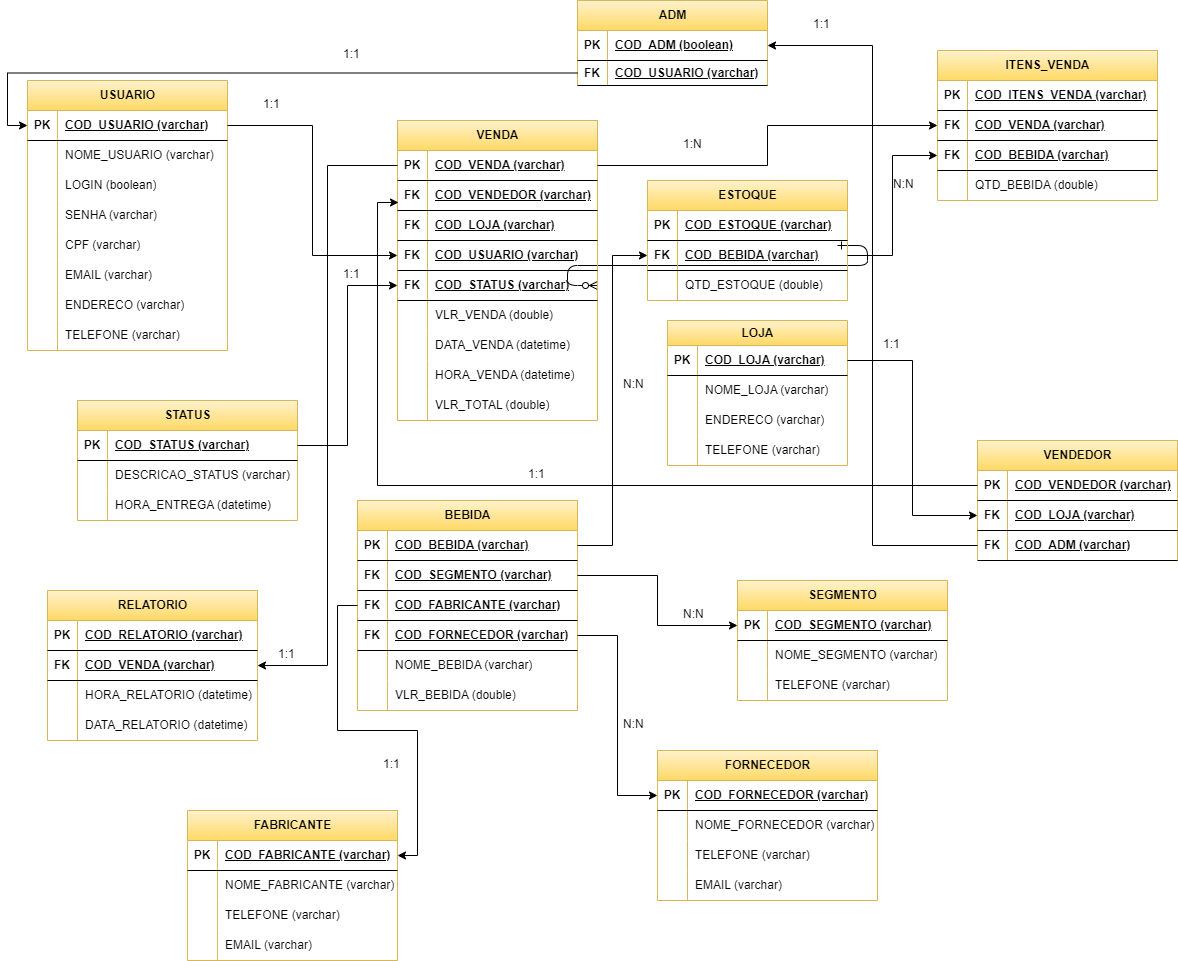 ADM
PK COD_ADM (boolean)
FK COD_USUARIO (varchar)
1:1
1:1
ITENS_VENDA
PK COD_ITENS_VENDA (varchar)
FK COD_VENDA (varchar)
FK COD_BEBIDA (varchar)
QTD_BEBIDA (double)
USUARIO
PK COD_USUARIO (varchar)
NOME_USUARIO (varchar)
LOGIN (boolean)
SENHA (varchar)
CPF (varchar)
EMAIL (varchar)
ENDERECO (varchar)
TELEFONE (varchar)
1:1
VENDA
PK COD_VENDA (varchar)
FK COD_VENDEDOR (varchar)
FK COD_LOJA (varchar)
FK COD_USUARIO (varchar)
FK COD_STATUS (varchar)
VLR_VENDA (double)
DATA_VENDA (datetime)
HORA_VENDA (datetime)
VLR_TOTAL (double)
1:N
N:N
ESTOQUE
PK COD_ESTOQUE (varchar)
FK COD_BEBIDA (varchar)
QTD_ESTOQUE (double)
1:1
LOJA
PK COD_LOJA (varchar)
NOME_LOJA (varchar)
ENDERECO (varchar)
TELEFONE (varchar)
1:1
N:N
STATUS
PK COD_STATUS (varchar)
DESCRICAO_STATUS (varchar)
HORA_ENTREGA (datetime)
VENDEDOR
PK COD_VENDEDOR (varchar)
FK COD_LOJA (varchar)
FK COD_ADM (varchar)
1:1
BEBIDA
PK COD_BEBIDA (varchar)
FK COD_SEGMENTO (varchar)
FK COD_FABRICANTE (varchar)
FK COD_FORNECEDOR (varchar)
NOME_BEBIDA (varchar)
VLR_BEBIDA (double)
SEGMENTO
PK COD_SEGMENTO (varchar)
NOME_SEGMENTO (varchar)
TELEFONE (varchar)
N:N
RELATORIO
PK COD_RELATORIO (varchar)
FK COD_VENDA (varchar)
HORA_RELATORIO (datetime)
DATA_RELATORIO (datetime)
1:1
N:N
1:1
FORNECEDOR
PK COD_FORNECEDOR (varchar)
NOME_FORNECEDOR (varchar)
TELEFONE (varchar)
EMAIL (varchar)
FABRICANTE
PK COD_FABRICANTE (varchar)
NOME_FABRICANTE (varchar)
TELEFONE (varchar)
EMAIL (varchar)